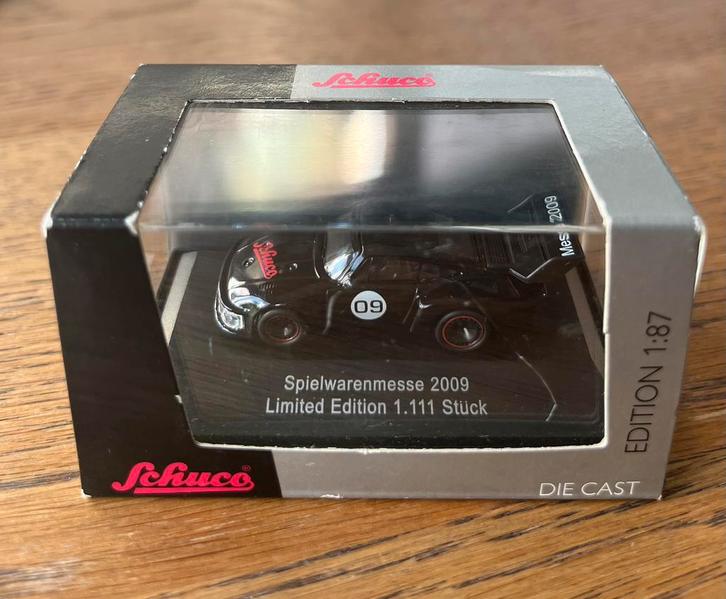 Schuco
Schuco
Messe 2009
09
Spielwarenmesse 2009
Limited Edition 1.111 Stück
EDITION 1:87
Schuco®
DIE CAST